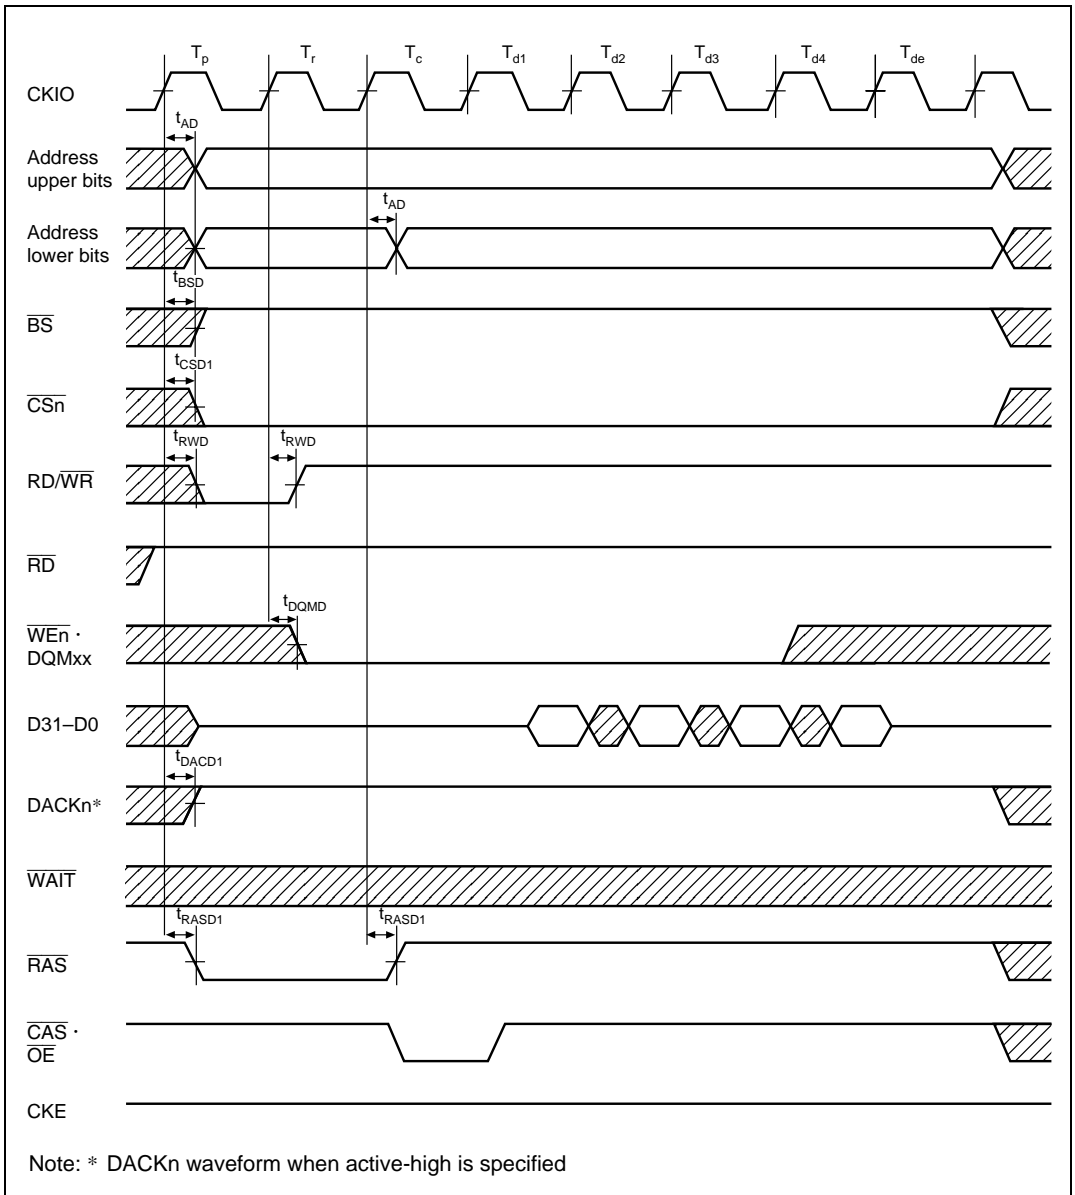 Tp Tr Tc Td1 Td2 Td3 Td4 Tde
CKIO
tAD
Address
upper bits
tAD
Address
lower bits
tBSD
BS
tCSD1
CSn
tRWD tRWD
RD/WR
RD
tDQMD
WEn ·
DQMxx
D31–D0
tDACD1
DACKn*
WAIT
tRASD1 tRASD1
RAS
CAS ·
OE
CKE
Note: * DACKn waveform when active-high is specified